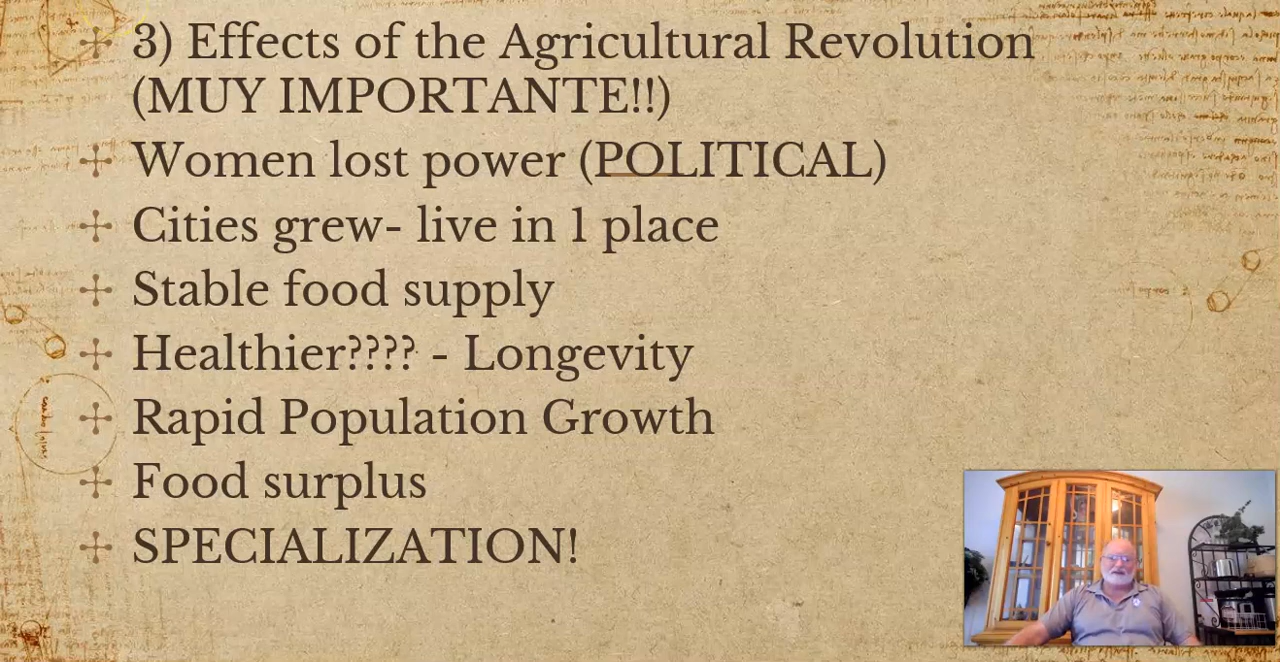 3) Effects of the Agricultural Revolution
(MUY IMPORTANTE!!)
Women lost power (POLITICAL)
Cities grew- live in 1 place
Stable food supply
Healthier???? - Longevity
Rapid Population Growth
Food surplus
SPECIALIZATION!